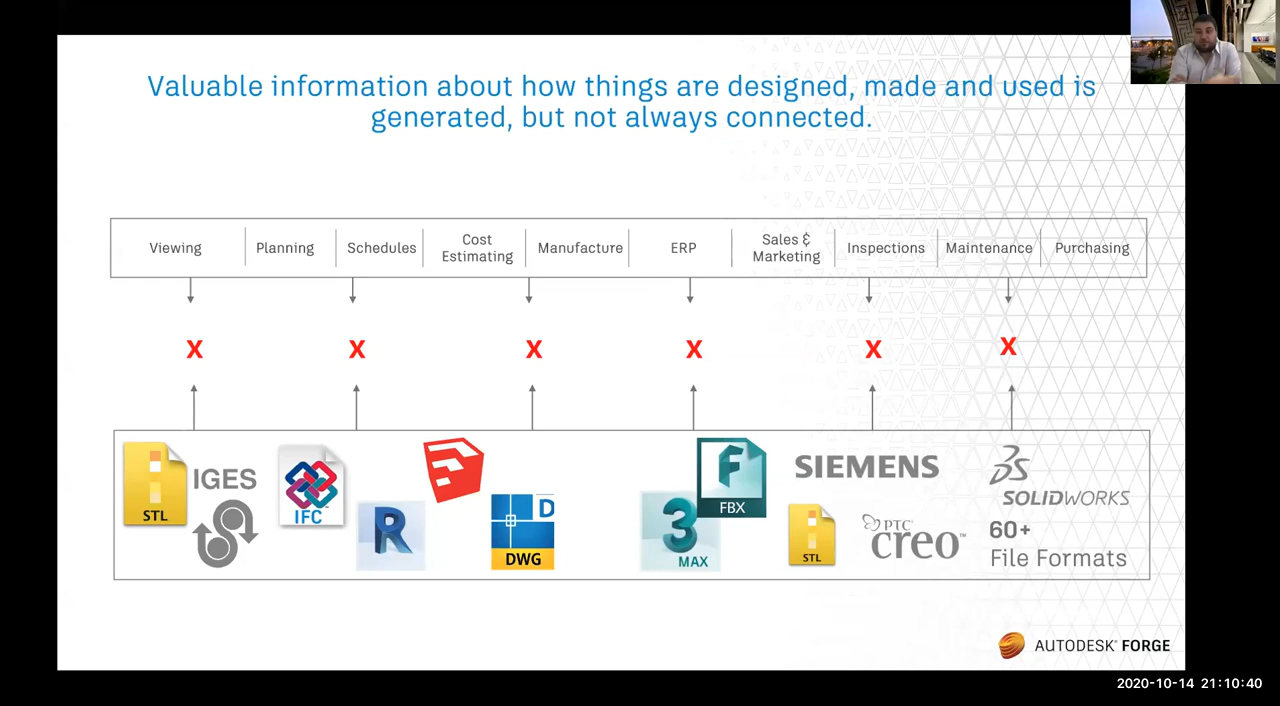 Valuable information about how things are designed, made and used is
generated, but not always connected.
Viewing
Planning
Schedules
Cost
Estimating
Manufacture
ERP
Sales &
Marketing
Inspections
Maintenance
Purchasing
X X X X X X
STL
IGES
IFC
R
D
DWG
3
MAX
F
FBX
SIEMENS
STL
PTC®
creo™
3S
SOLIDWORKS
60+
File Formats
AUTODESK® FORGE
2020-10-14 21:10:40